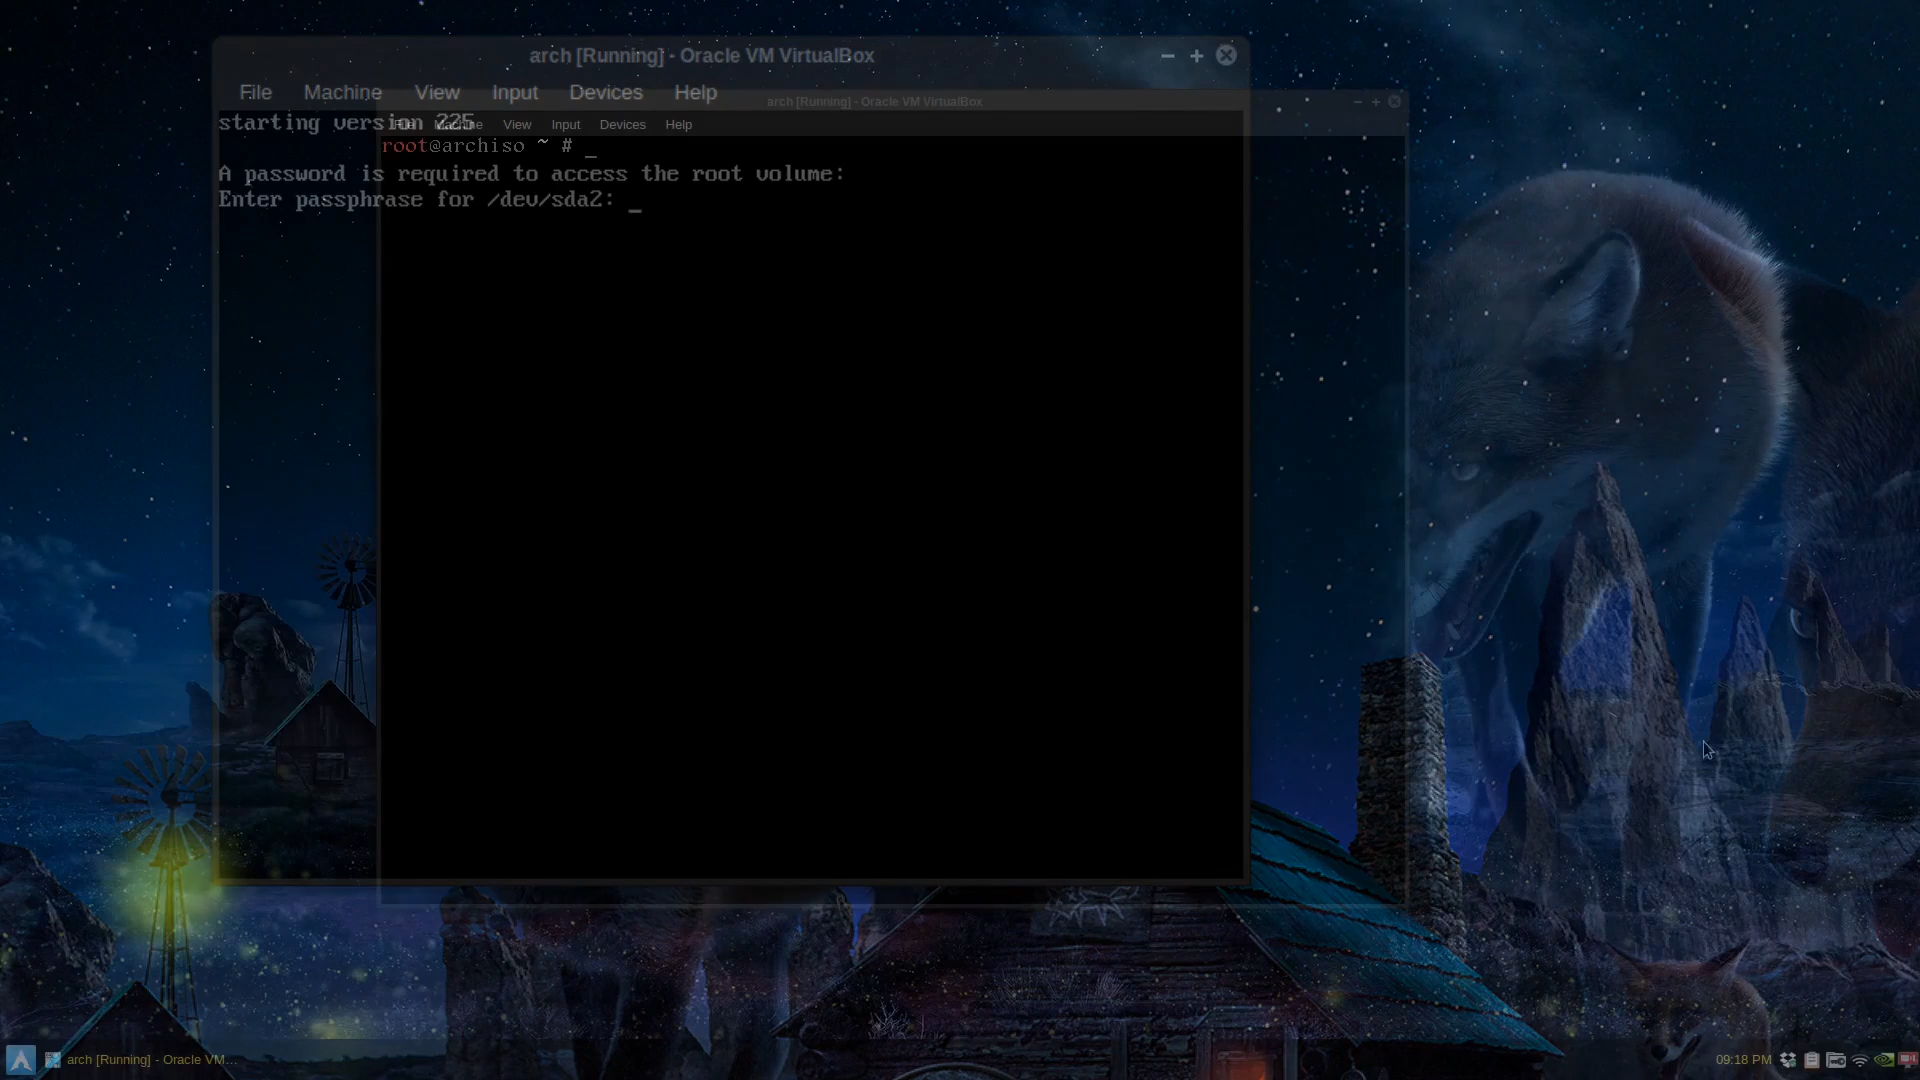 arch [Running] - Oracle VM VirtualBox
File Machine View Input Devices Help
arch [Running] - Oracle VM VirtualBox
File Machine View Input Devices Help
starting version 225
root@archiso ~ # _
A password is required to access the root volume:
Enter passphrase for /dev/sda2: _
arch [Running] - Oracle VM...
09:18 PM